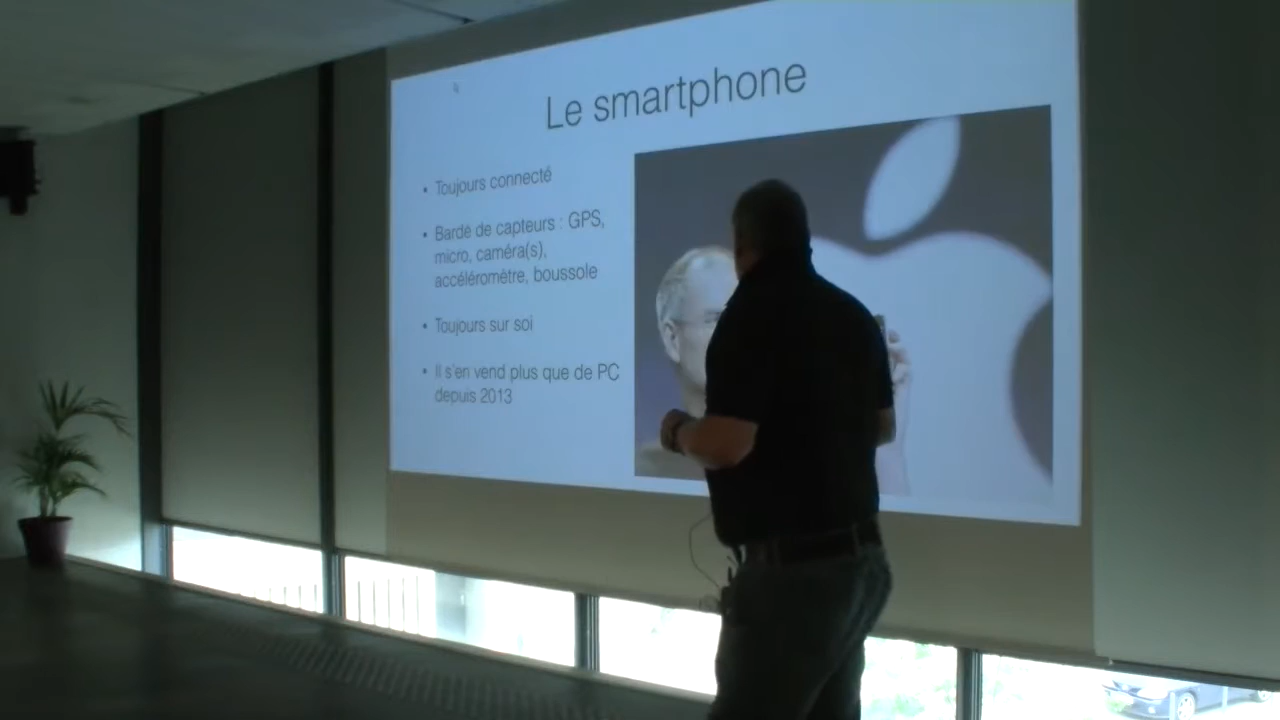 Le smartphone
• Toujours connecté
• Bardé de capteurs : GPS,
micro, caméra(s),
accéléromètre, boussole
• Toujours sur soi
• Il s'en vend plus que de PC
depuis 2013